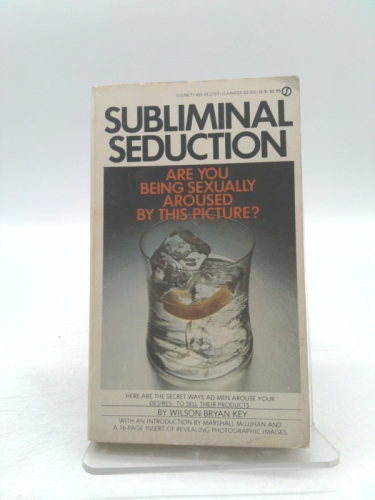 SIGNET
SUBLIMINAL
SEDUCTION
ARE YOU
BEING SEXUALLY
AROUSED
BY THIS PICTURE?
HERE ARE THE SECRET WAYS AD MEN AROUSE YOUR
DESIRES-TO SELL THEIR PRODUCTS
BY WILSON BRYAN KEY
WITH AN INTRODUCTION BY MARSHALL McLUHAN AND
A 16-PAGE INSERT OF REVEALING PHOTOGRAPHIC IMAGES.